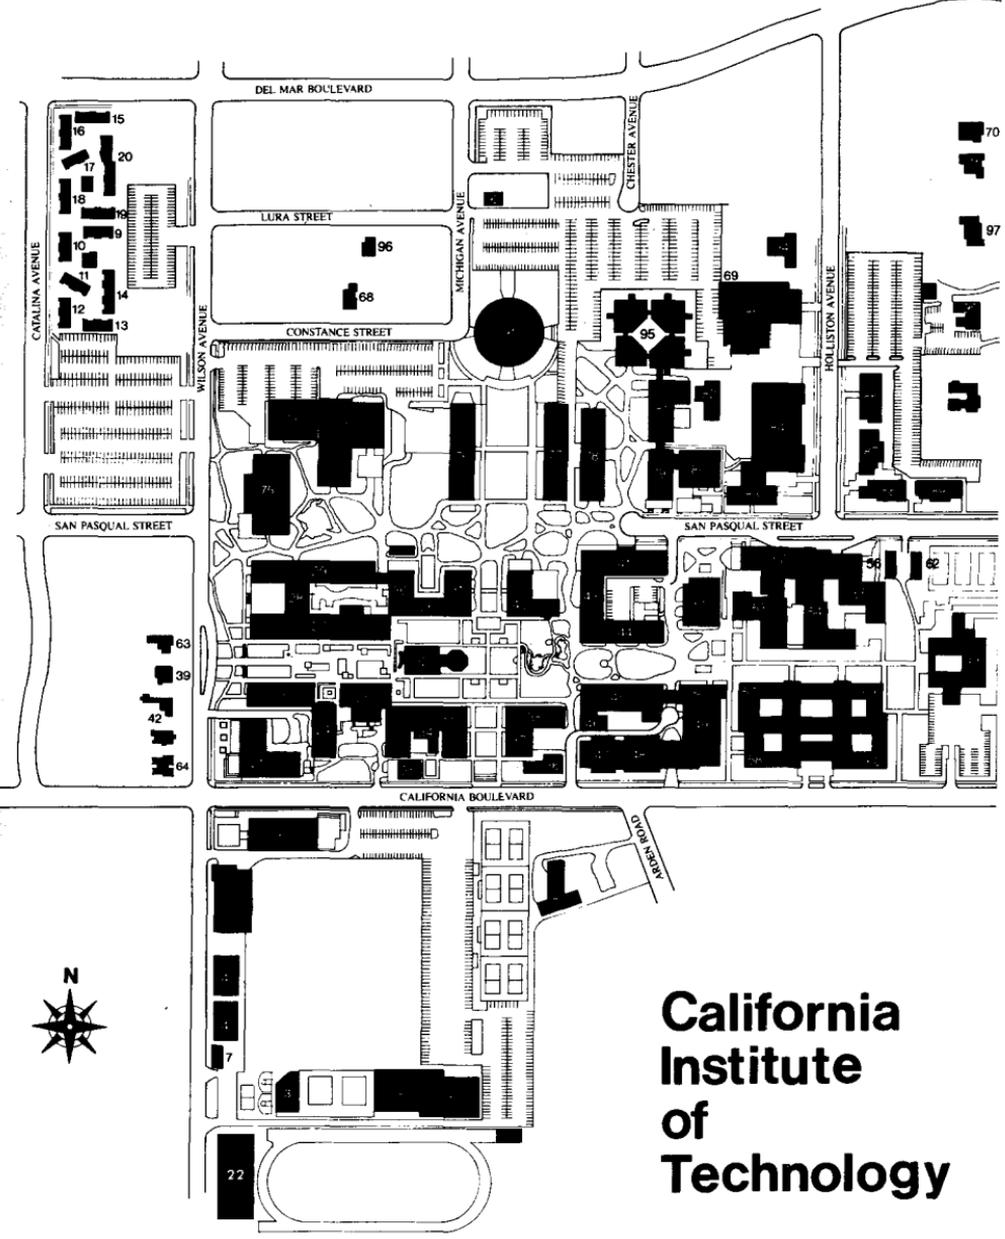 DEL MAR BOULEVARD
CHESTER AVENUE
15
16
20
17
18
19
9
10
11
14
12
13
70
97
LURA STREET
MICHIGAN AVENUE
96
68
69
CATALINA AVENUE
WILSON AVENUE
CONSTANCE STREET
95
HOLLISTON AVENUE
75
SAN PASQUAL STREET
SAN PASQUAL STREET
56
62
63
39
42
64
CALIFORNIA BOULEVARD
ARDEN ROAD
N
7
3
22
California
Institute
of
Technology